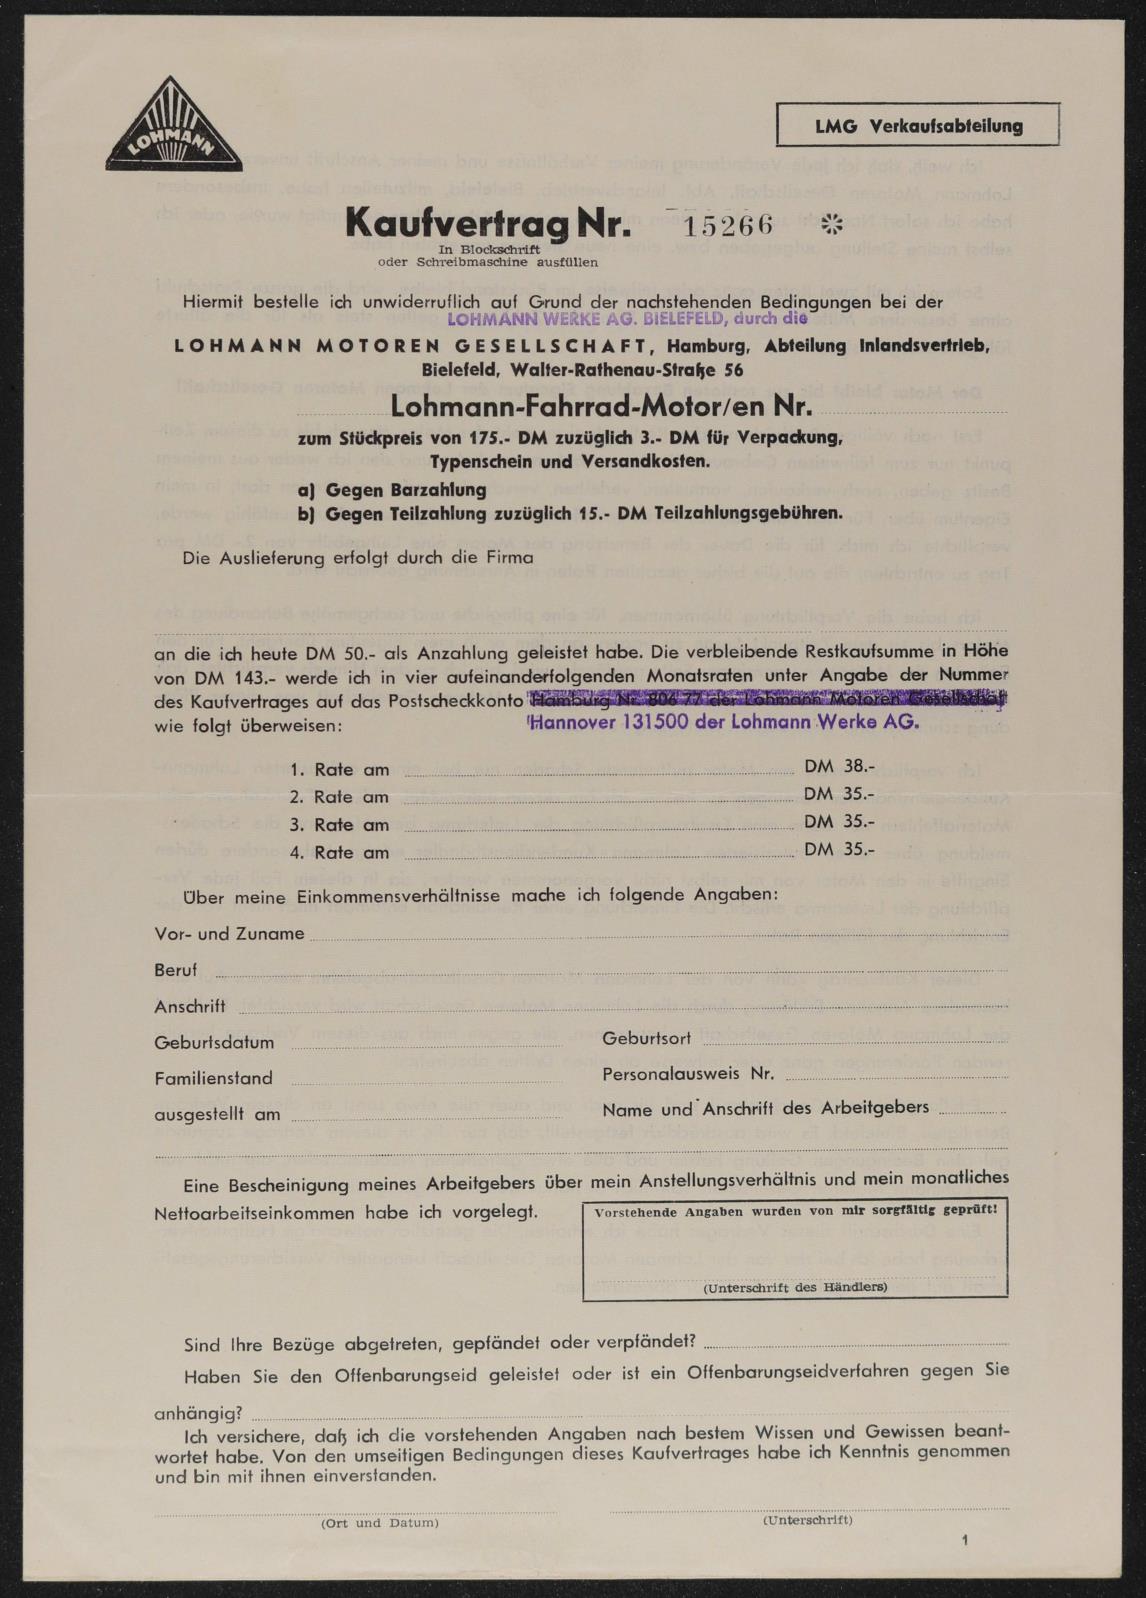 LOHMANN
LMG Verkaufsabteilung
Kaufvertrag Nr. 15266 *
In Blockschrift
oder Schreibmaschine ausfüllen
Hiermit bestelle ich unwiderruflich auf Grund der nachstehenden Bedingungen bei der
LOHMANN WERKE AG. BIELEFELD, durch die
LOHMANN MOTOREN GESELLSCHAFT, Hamburg, Abteilung Inlandsvertrieb,
Bielefeld, Walter-Rathenau-Straße 56
Lohmann-Fahrrad-Motor/en Nr.
zum Stückpreis von 175.- DM zuzüglich 3.- DM für Verpackung,
Typenschein und Versandkosten.
a) Gegen Barzahlung
b) Gegen Teilzahlung zuzüglich 15.- DM Teilzahlungsgebühren.
Die Auslieferung erfolgt durch die Firma
an die ich heute DM 50.- als Anzahlung geleistet habe. Die verbleibende Restkaufsumme in Höhe
von DM 143.- werde ich in vier aufeinanderfolgenden Monatsraten unter Angabe der Nummer
des Kaufvertrages auf das Postscheckkonto Hamburg Nr. 806 77 der Lohmann Motoren Gesellschaft
wie folgt überweisen: Hannover 131500 der Lohmann Werke AG.
1. Rate am DM 38.-
2. Rate am DM 35.-
3. Rate am DM 35.-
4. Rate am DM 35.-
Über meine Einkommensverhältnisse mache ich folgende Angaben:
Vor- und Zuname
Beruf
Anschrift
Geburtsdatum Geburtsort
Familienstand Personalausweis Nr.
ausgestellt am Name und Anschrift des Arbeitgebers
Eine Bescheinigung meines Arbeitgebers über mein Anstellungsverhältnis und mein monatliches
Nettoarbeitseinkommen habe ich vorgelegt.
Vorstehende Angaben wurden von mir sorgfältig geprüft!
(Unterschrift des Händlers)
Sind Ihre Bezüge abgetreten, gepfändet oder verpfändet?
Haben Sie den Offenbarungseid geleistet oder ist ein Offenbarungseidverfahren gegen Sie
anhängig?
Ich versichere, daß ich die vorstehenden Angaben nach bestem Wissen und Gewissen beant-
wortet habe. Von den umseitigen Bedingungen dieses Kaufvertrages habe ich Kenntnis genommen
und bin mit ihnen einverstanden.
(Ort und Datum) (Unterschrift)
1